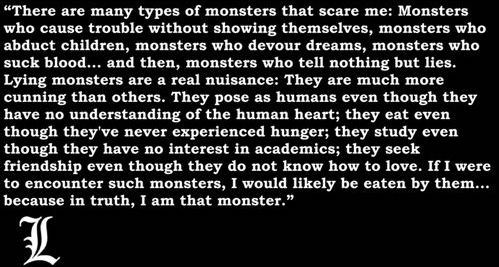 “There are many types of monsters that scare me: Monsters
who cause trouble without showing themselves, monsters who
abduct children, monsters who devour dreams, monsters who
suck blood... and then, monsters who tell nothing but lies.
Lying monsters are a real nuisance: They are much more
cunning than others. They pose as humans even though they
have no understanding of the human heart; they eat even
though they've never experienced hunger; they study even
though they have no interest in academics; they seek
friendship even though they do not know how to love. If I were
to encounter such monsters, I would likely be eaten by them...
because in truth, I am that monster.”
L